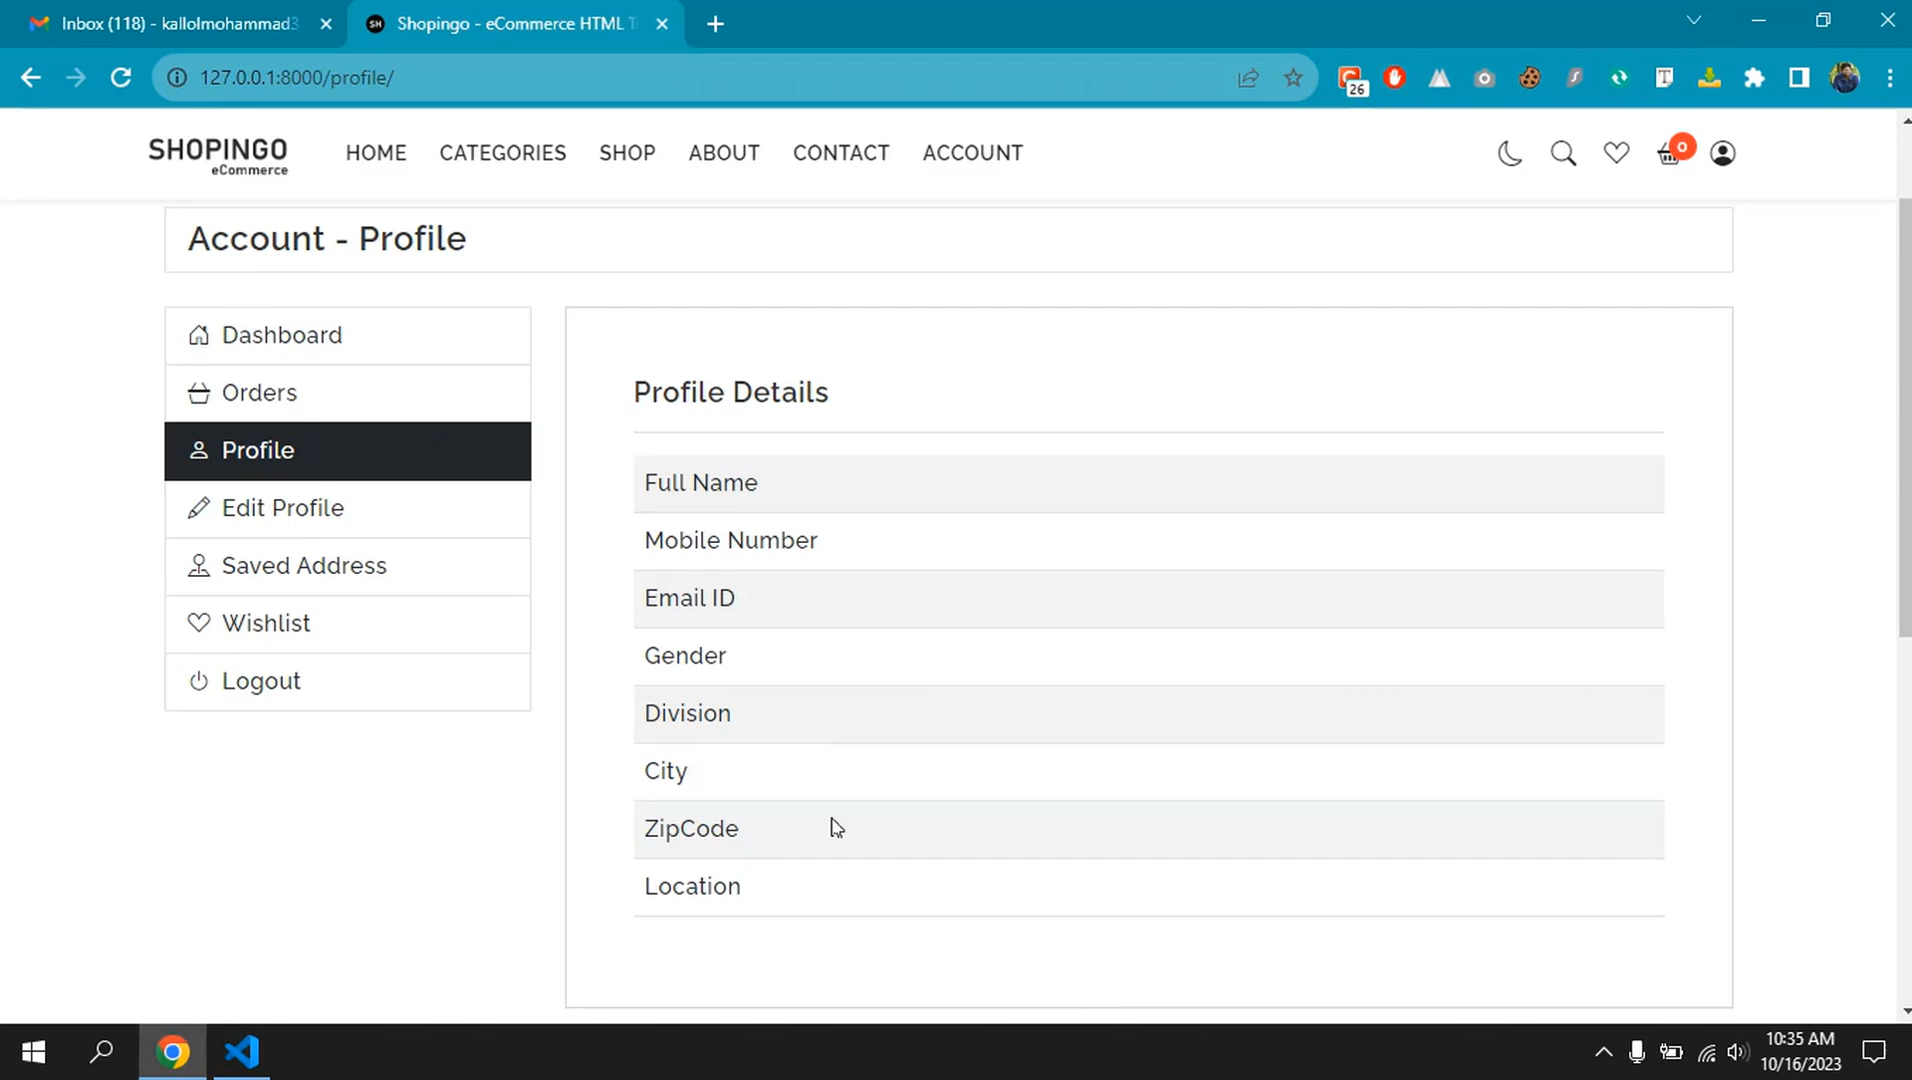 Inbox (118) - kallolmohammad3
Shopingo - eCommerce HTML T
127.0.0.1:8000/profile/
26
SHOPINGO
eCommerce
HOME
CATEGORIES
SHOP
ABOUT
CONTACT
ACCOUNT
0
Account - Profile
Dashboard
Orders
Profile
Edit Profile
Saved Address
Wishlist
Logout
Profile Details
Full Name
Mobile Number
Email ID
Gender
Division
City
ZipCode
Location
10:35 AM
10/16/2023